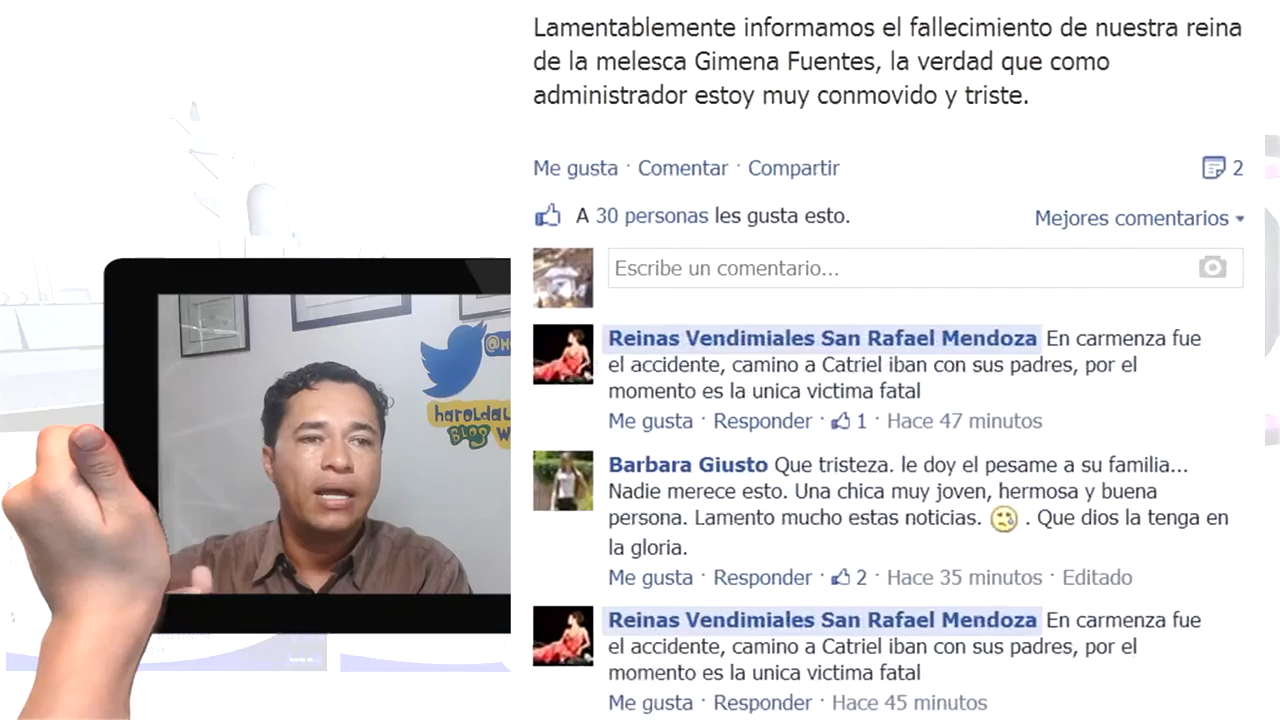 Lamentablemente informamos el fallecimiento de nuestra reina
de la melesca Gimena Fuentes, la verdad que como
administrador estoy muy conmovido y triste.
Me gusta · Comentar · Compartir
2
A 30 personas les gusta esto.
Mejores comentarios
Escribe un comentario...
Reinas Vendimiales San Rafael Mendoza En carmenza fue
el accidente, camino a Catriel iban con sus padres, por el
momento es la unica victima fatal
Me gusta · Responder · 1 · Hace 47 minutos
Barbara Giusto Que tristeza. le doy el pesame a su familia...
Nadie merece esto. Una chica muy joven, hermosa y buena
persona. Lamento mucho estas noticias. . Que dios la tenga en
la gloria.
Me gusta · Responder · 2 · Hace 35 minutos · Editado
Reinas Vendimiales San Rafael Mendoza En carmenza fue
el accidente, camino a Catriel iban con sus padres, por el
momento es la unica victima fatal
Me gusta · Responder · Hace 45 minutos
BLOG